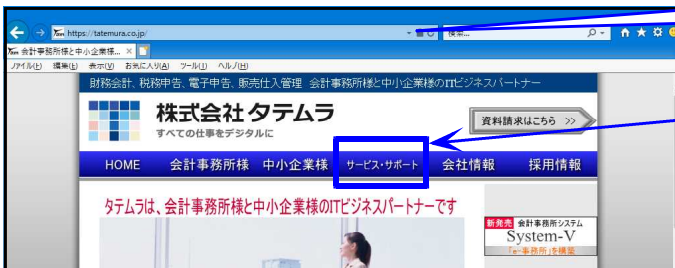 https://tatemura.co.jp/
検索...
会計事務所様と中小企業様... ×
ファイル(F) 編集(E) 表示(V) お気に入り(A) ツール(T) ヘルプ(H)
財務会計、税務申告、電子申告、販売仕入管理 会計事務所様と中小企業様のITビジネスパートナー
株式会社タテムラ
すべての仕事をデジタルに
資料請求はこちら >>
HOME 会計事務所様 中小企業様 サービス・サポート 会社情報 採用情報
タテムラは、会計事務所様と中小企業様のITビジネスパートナーです
新発売 会計事務所システム
System-V
「e-事務所」を構築